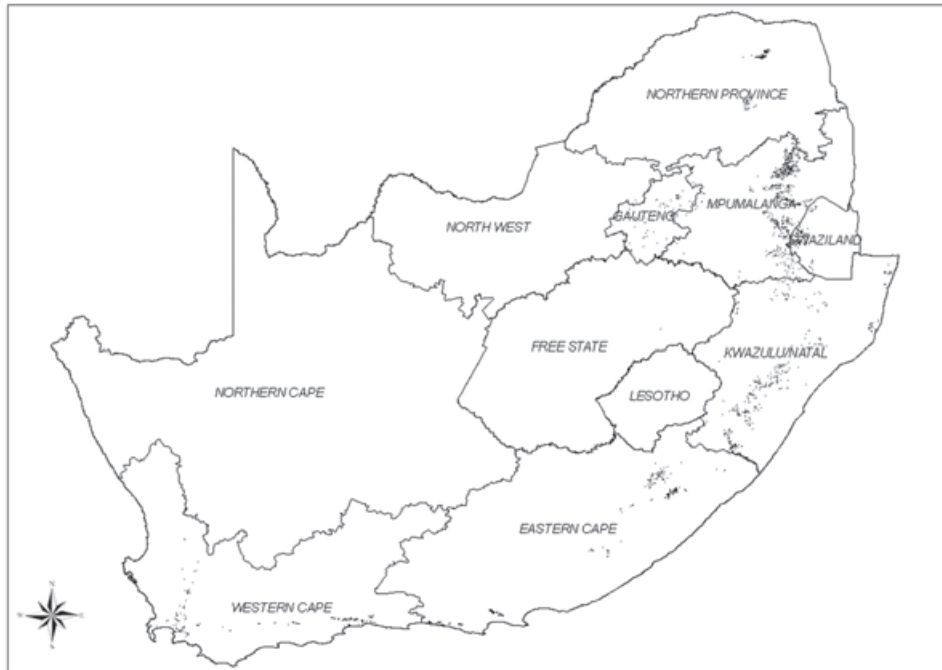 NORTHERN PROVINCE
MPUMALANGA
GAUTENG
NORTH WEST
SWAZILAND
FREE STATE
KWAZULU/NATAL
NORTHERN CAPE
LESOTHO
EASTERN CAPE
WESTERN CAPE